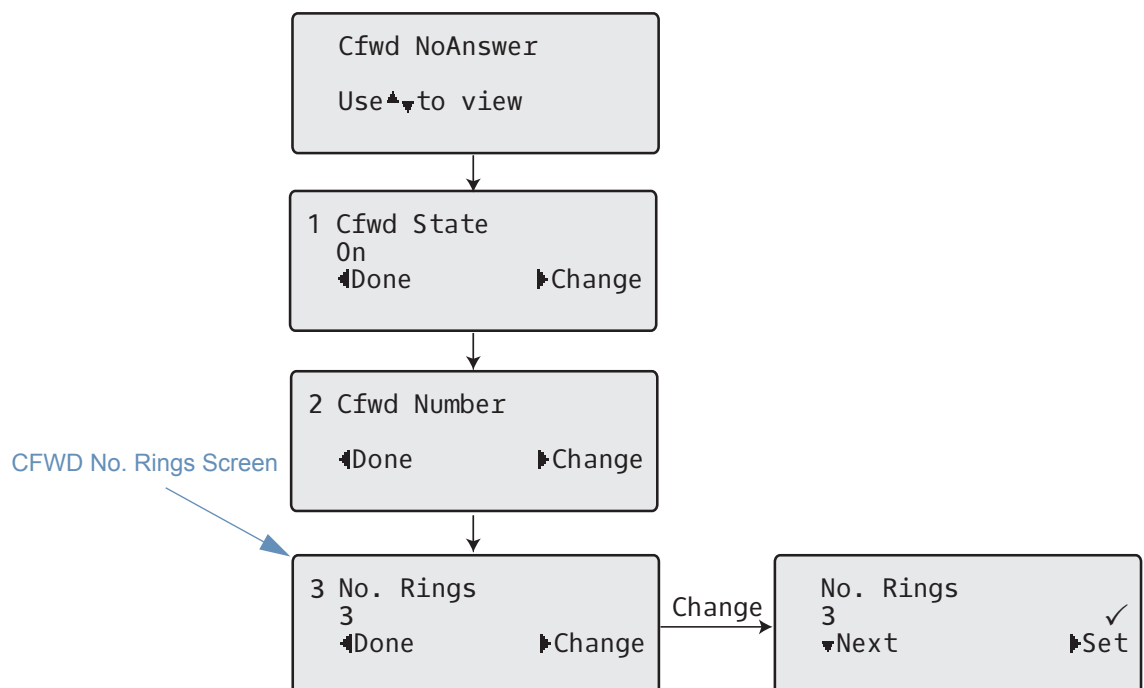 Cfwd NoAnswer
Use▲▼to view
1 Cfwd State
On
◀Done ▶Change
2 Cfwd Number
◀Done ▶Change
CFWD No. Rings Screen
3 No. Rings
3
◀Done ▶Change
Change
No. Rings
3 ✓
▼Next ▶Set